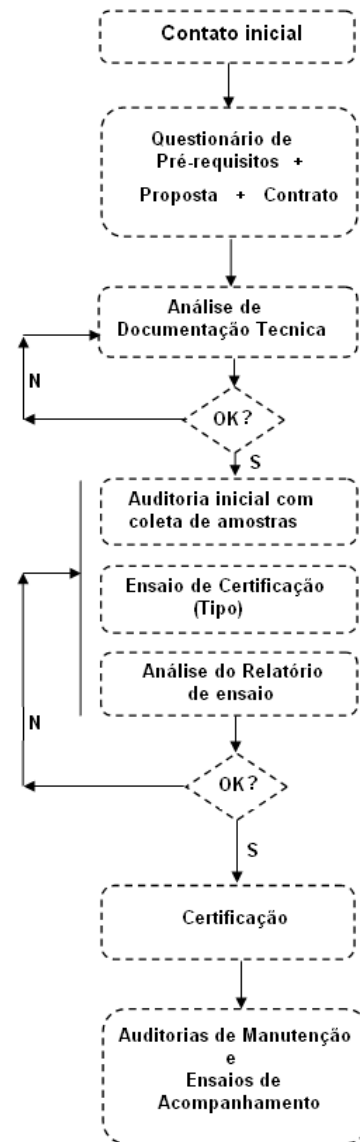 Contato inicial
Questionário de
Pré-requisitos +
Proposta + Contrato
Análise de
Documentação Tecnica
N
OK?
S
Auditoria inicial com
coleta de amostras
Ensaio de Certificação
(Tipo)
Análise do Relatório
de ensaio
N
OK?
S
Certificação
Auditorias de Manutenção
e
Ensaios de
Acompanhamento